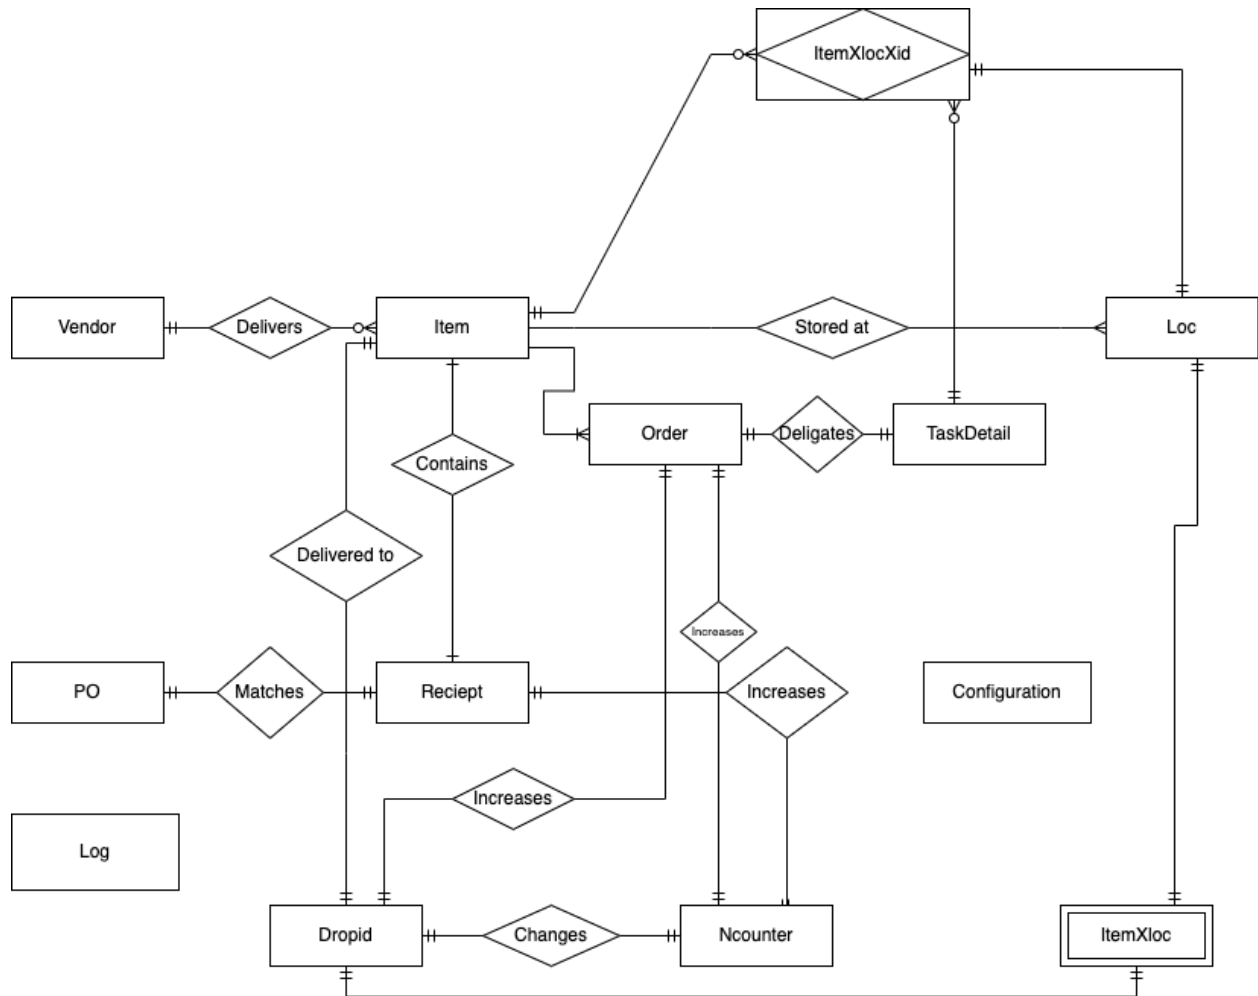 ItemXlocXid
Vendor
Delivers
Item
Stored at
Loc
Order
Deligates
TaskDetail
Contains
Delivered to
Increases
PO
Matches
Reciept
Increases
Configuration
Increases
Log
Dropid
Changes
Ncounter
ItemXloc